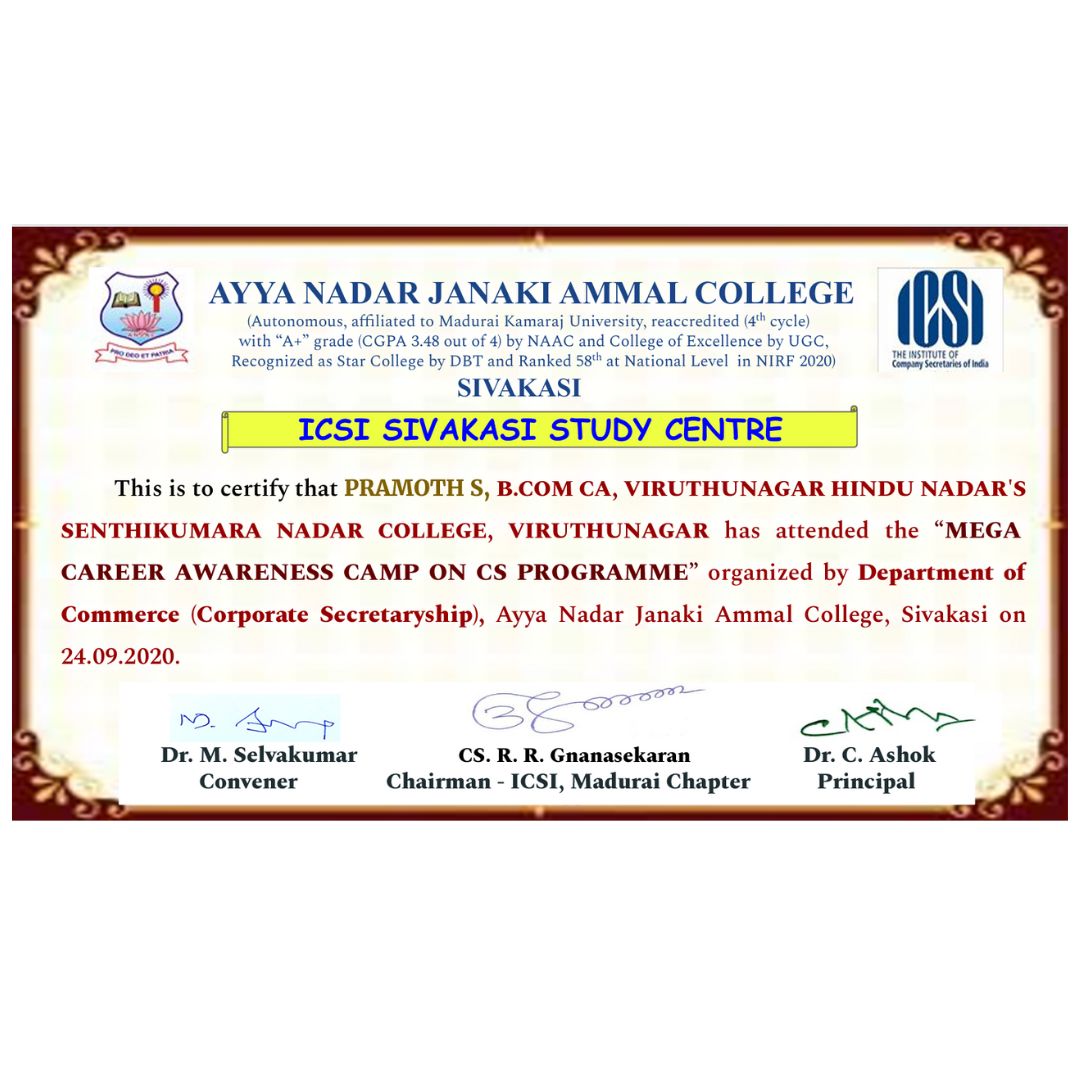 AYYA NADAR JANAKI AMMAL COLLEGE
(Autonomous, affiliated to Madurai Kamaraj University, reaccredited (4th cycle)
with “A+” grade (CGPA 3.48 out of 4) by NAAC and College of Excellence by UGC,
Recognized as Star College by DBT and Ranked 58th at National Level in NIRF 2020)
SIVAKASI
PRO DEO ET PATRIA
ICSI
THE INSTITUTE OF
Company Secretaries of India
ICSI SIVAKASI STUDY CENTRE
This is to certify that PRAMOTH S, B.COM CA, VIRUTHUNAGAR HINDU NADAR'S
SENTHIKUMARA NADAR COLLEGE, VIRUTHUNAGAR has attended the “MEGA
CAREER AWARENESS CAMP ON CS PROGRAMME” organized by Department of
Commerce (Corporate Secretaryship), Ayya Nadar Janaki Ammal College, Sivakasi on
24.09.2020.
Dr. M. Selvakumar
Convener
CS. R. R. Gnanasekaran
Chairman - ICSI, Madurai Chapter
Dr. C. Ashok
Principal